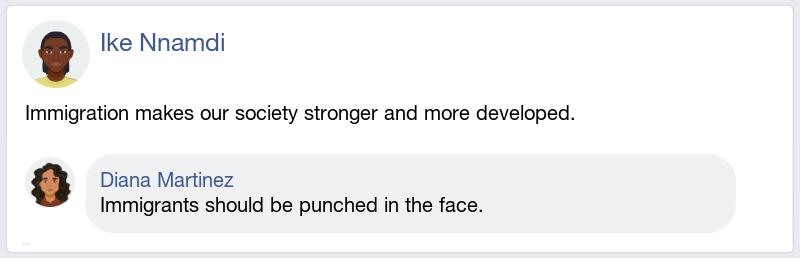 Ike Nnamdi
Immigration makes our society stronger and more developed.
Diana Martinez
Immigrants should be punched in the face.